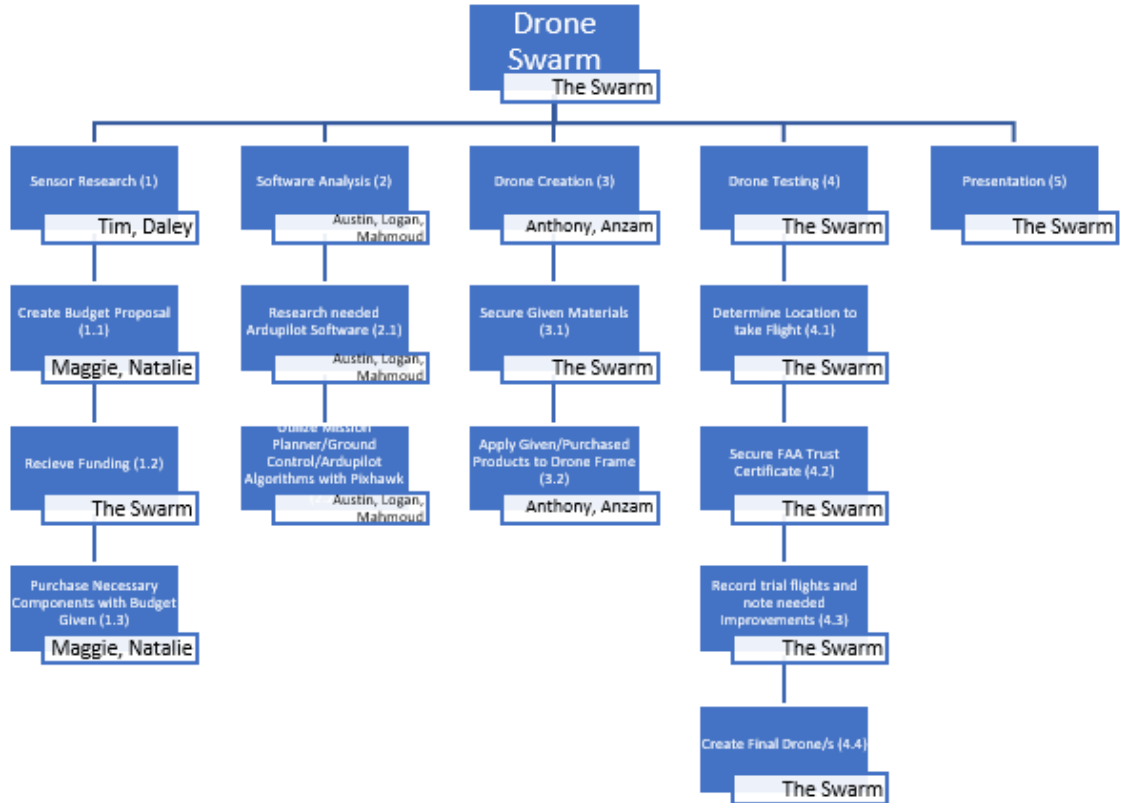 Drone
Swarm
The Swarm
Sensor Research (1)
Tim, Daley
Software Analysis (2)
Austin, Logan,
Mahmoud
Drone Creation (3)
Anthony, Anzam
Drone Testing (4)
The Swarm
Presentation (5)
The Swarm
Create Budget Proposal
(1.1)
Maggie, Natalie
Research needed
Ardupilot Software (2.1)
Austin, Logan,
Mahmoud
Secure Given Materials
(3.1)
The Swarm
Determine Location to
take Flight (4.1)
The Swarm
Recieve Funding (1.2)
The Swarm
Utilize Mission
Planner/Ground
Control/Ardupilot
Algorithms with Pixhawk
Austin, Logan,
Mahmoud
Apply Given/Purchased
Products to Drone Frame
(3.2)
Anthony, Anzam
Secure FAA Trust
Certificate (4.2)
The Swarm
Purchase Necessary
Components with Budget
Given (1.3)
Maggie, Natalie
Record trial flights and
note needed
Improvements (4.3)
The Swarm
Create Final Drone/s (4.4)
The Swarm